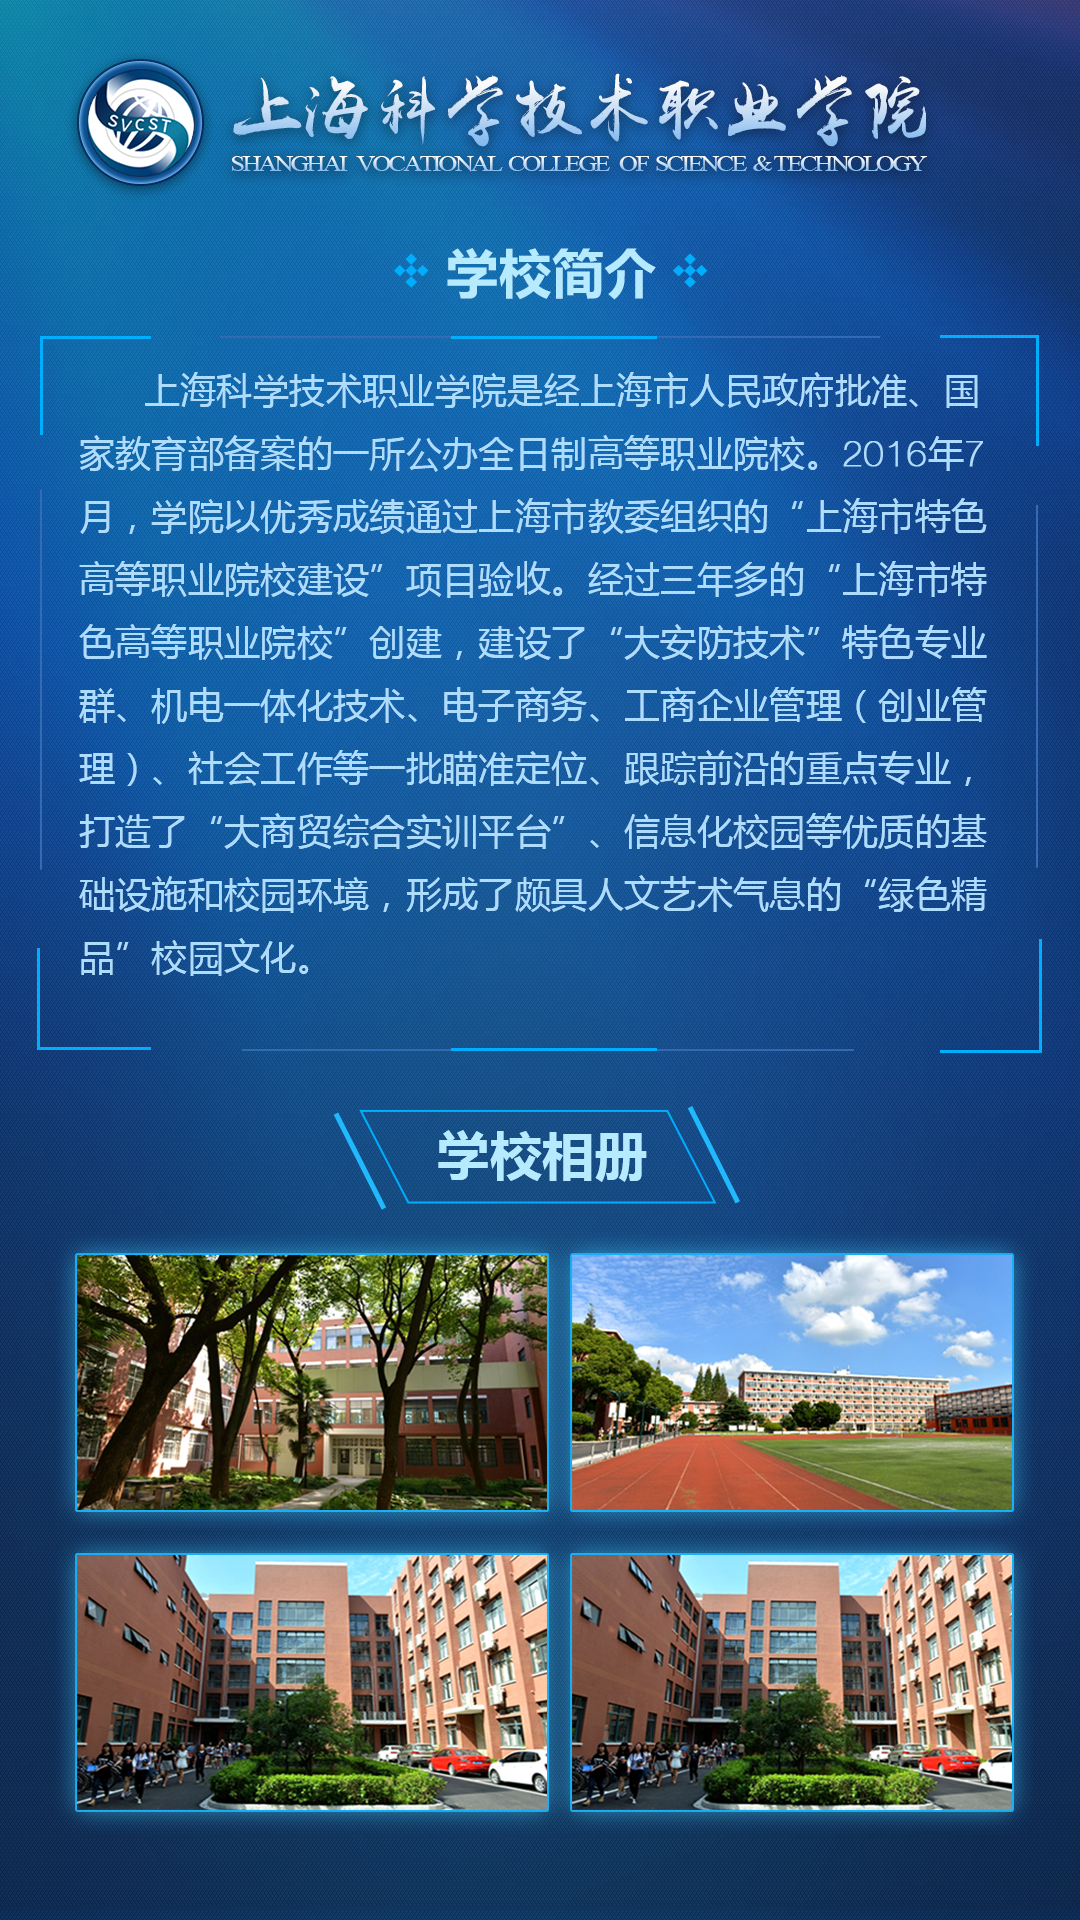 SVCST
上海科学技术职业学院
SHANGHAI VOCATIONAL COLLEGE OF SCIENCE & TECHNOLOGY
学校简介
上海科学技术职业学院是经上海市人民政府批准、国
家教育部备案的一所公办全日制高等职业院校。2016年7
月，学院以优秀成绩通过上海市教委组织的“上海市特色
高等职业院校建设”项目验收。经过三年多的“上海市特
色高等职业院校”创建，建设了“大安防技术”特色专业
群、机电一体化技术、电子商务、工商企业管理（创业管
理）、社会工作等一批瞄准定位、跟踪前沿的重点专业，
打造了“大商贸综合实训平台”、信息化校园等优质的基
础设施和校园环境，形成了颇具人文艺术气息的“绿色精
品”校园文化。
学校相册